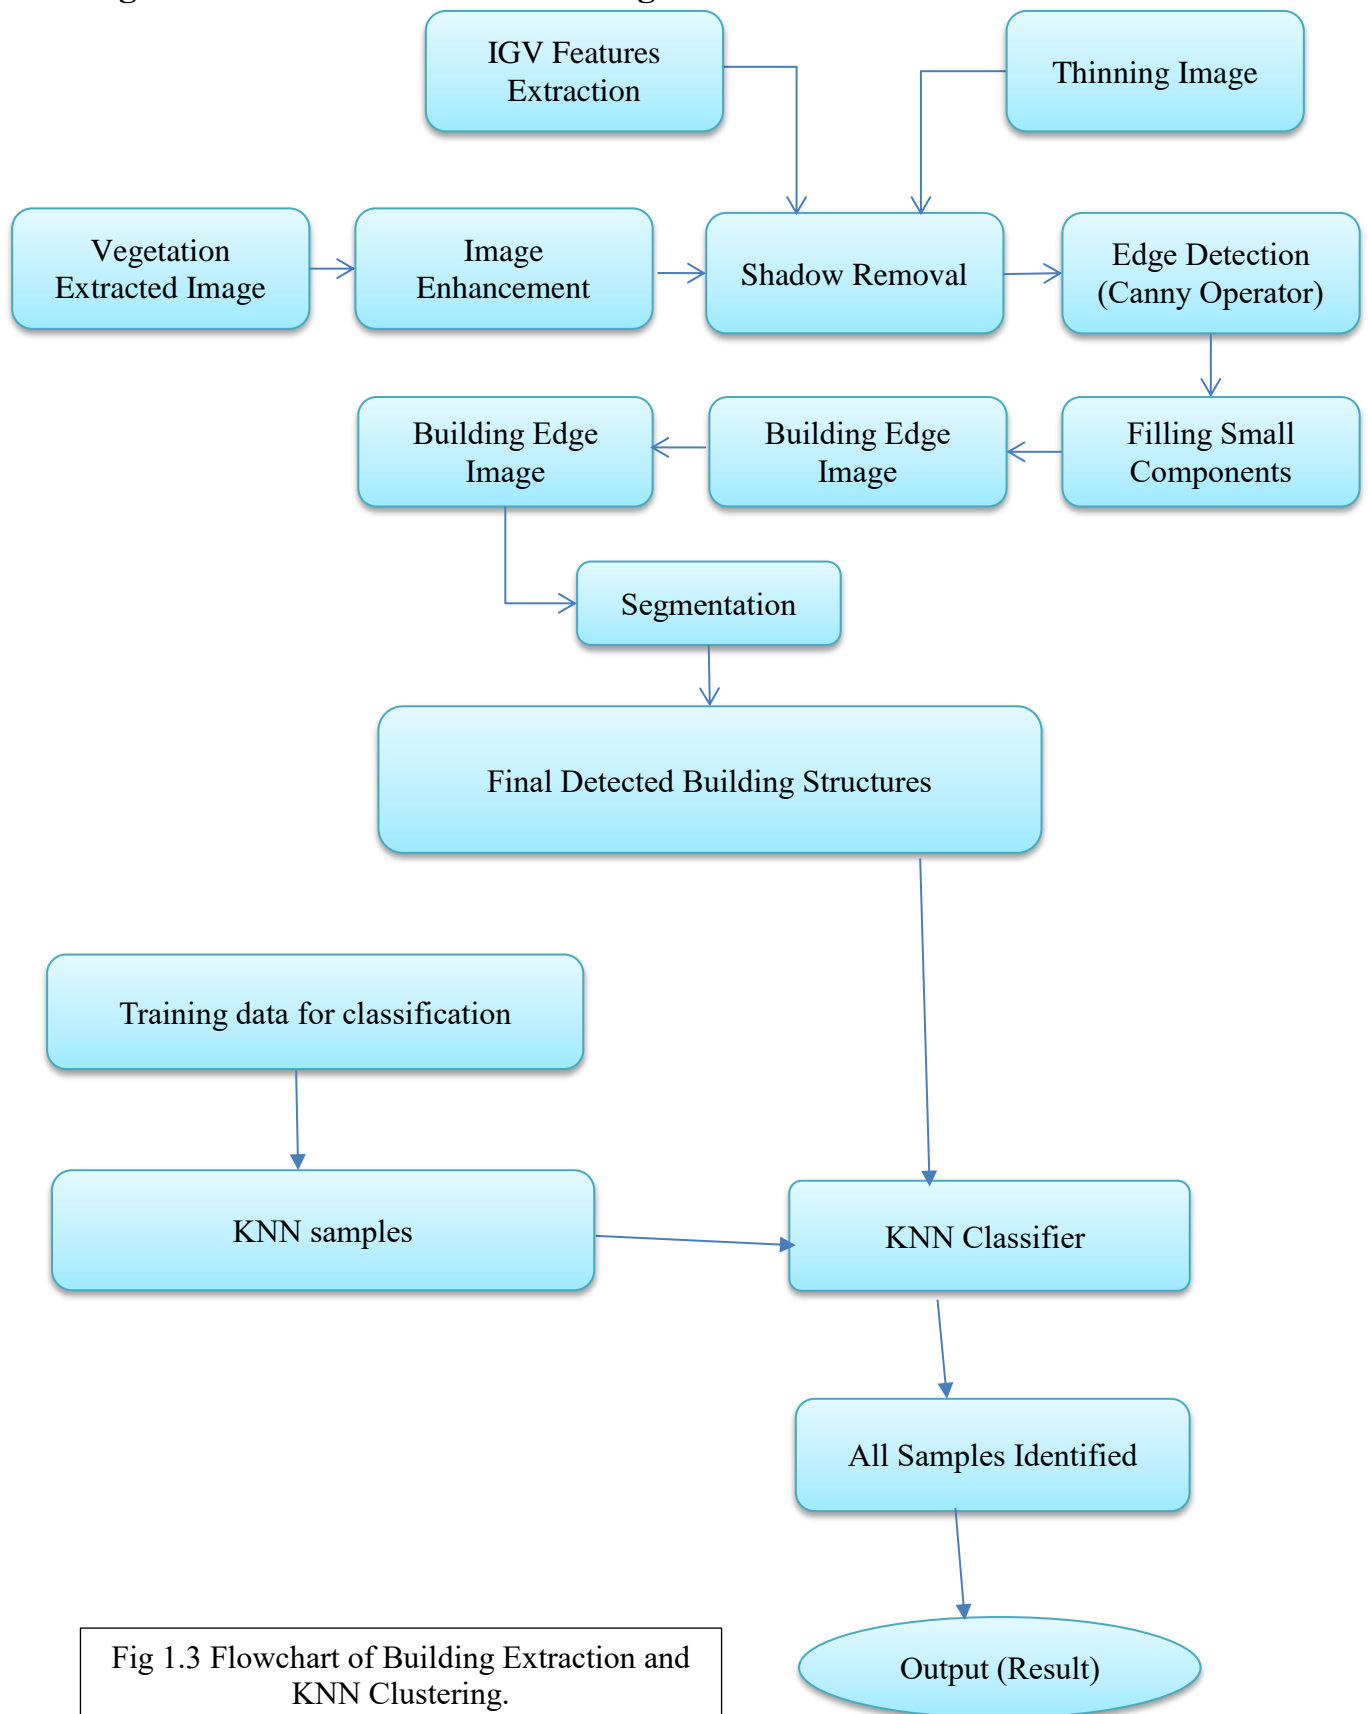 IGV Features
Extraction
Thinning Image
Vegetation
Extracted Image
Image
Enhancement
Shadow Removal
Edge Detection
(Canny Operator)
Building Edge
Image
Building Edge
Image
Filling Small
Components
Segmentation
Final Detected Building Structures
Training data for classification
KNN samples
KNN Classifier
All Samples Identified
Output (Result)
Fig 1.3 Flowchart of Building Extraction and
KNN Clustering.